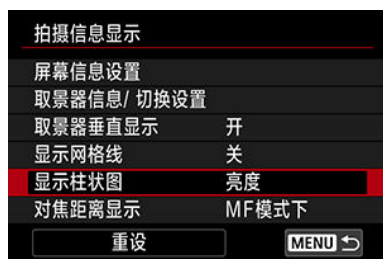 拍摄信息显示
屏幕信息设置
取景器信息/ 切换设置
取景器垂直显示 开
显示网格线 关
显示柱状图 亮度
对焦距离显示 MF模式下
重设 MENU